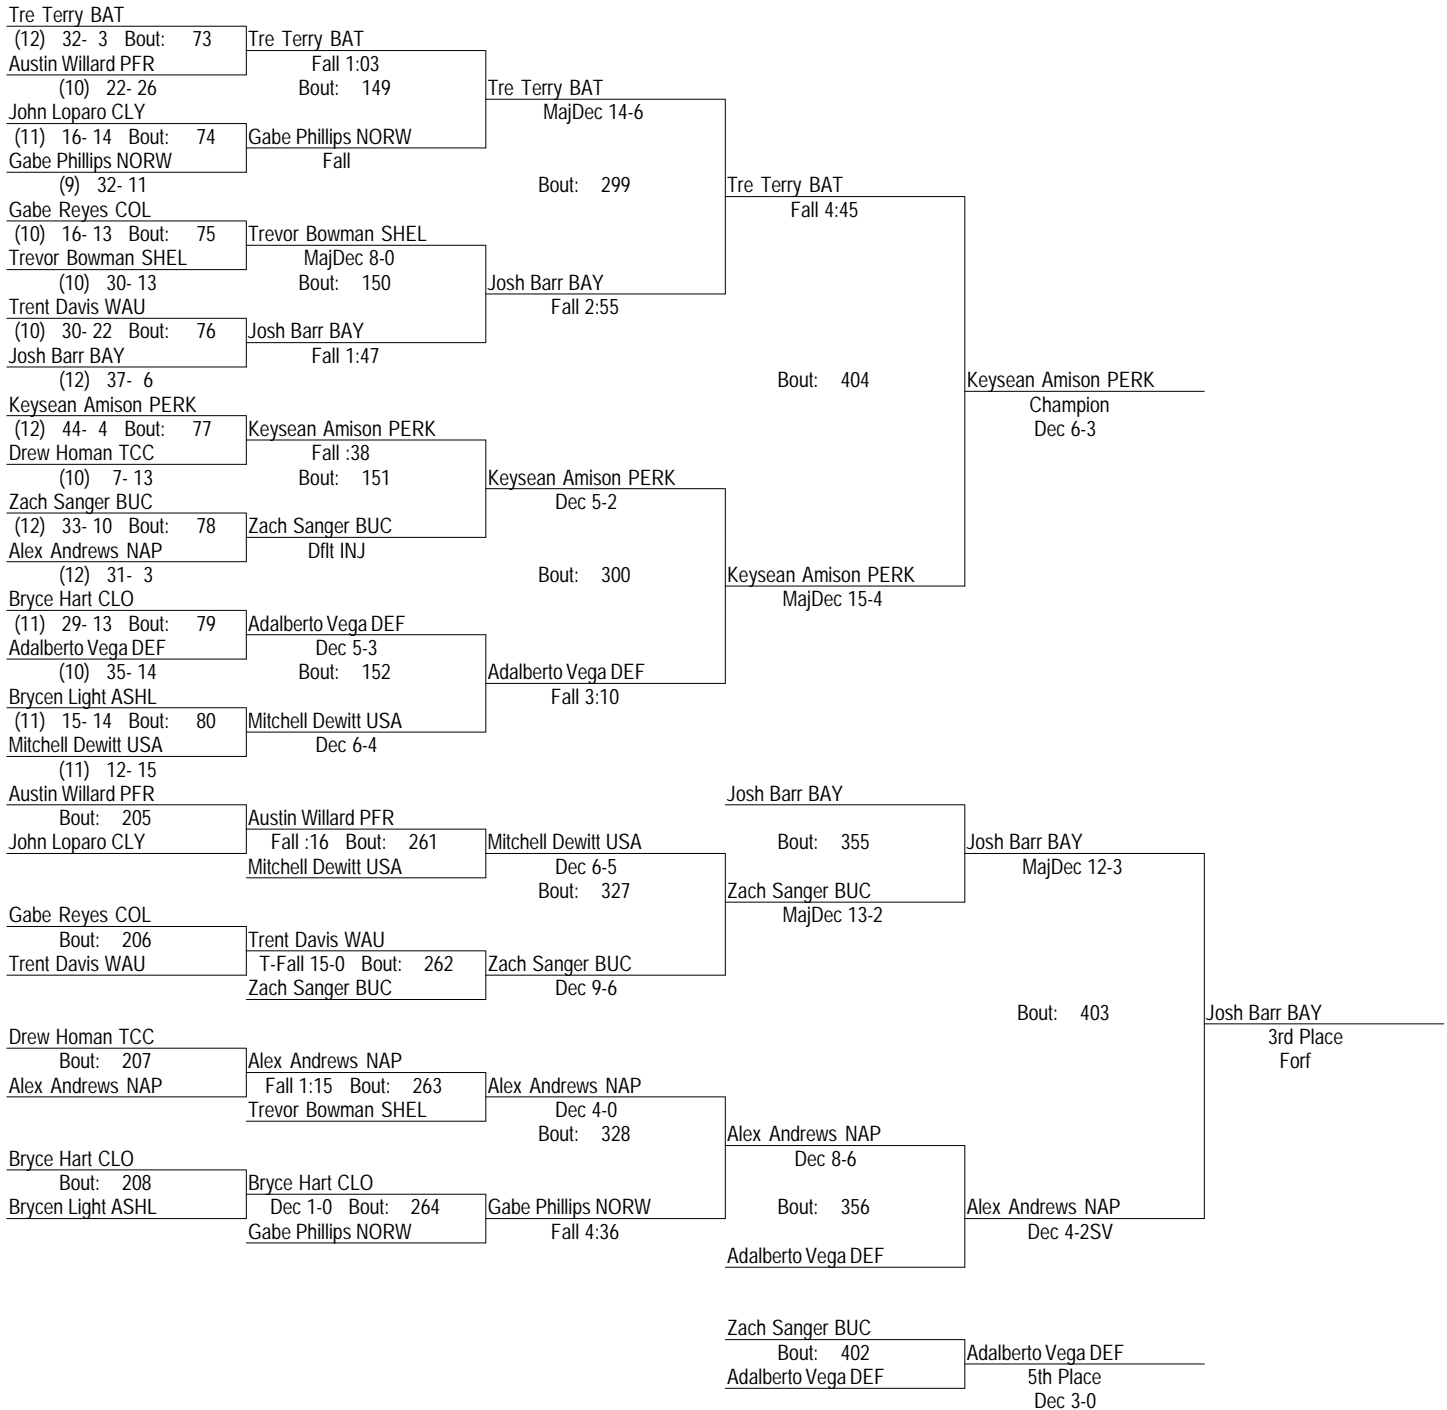 Tre Terry BAT
(12) 32- 3 Bout: 73 Tre Terry BAT
Austin Willard PFR Fall 1:03
(10) 22- 26 Bout: 149 Tre Terry BAT
John Loparo CLY MajDec 14-6
(11) 16- 14 Bout: 74 Gabe Phillips NORW
Gabe Phillips NORW Fall
(9) 32- 11 Bout: 299 Tre Terry BAT
Gabe Reyes COL Fall 4:45
(10) 16- 13 Bout: 75 Trevor Bowman SHEL
Trevor Bowman SHEL MajDec 8-0
(10) 30- 13 Bout: 150 Josh Barr BAY
Trent Davis WAU Fall 2:55
(10) 30- 22 Bout: 76 Josh Barr BAY
Josh Barr BAY Fall 1:47
(12) 37- 6 Bout: 404 Keysean Amison PERK
Keysean Amison PERK Champion
(12) 44- 4 Bout: 77 Keysean Amison PERK Dec 6-3
Drew Homan TCC Fall :38
(10) 7- 13 Bout: 151 Keysean Amison PERK
Zach Sanger BUC Dec 5-2
(12) 33- 10 Bout: 78 Zach Sanger BUC
Alex Andrews NAP Dflt INJ
(12) 31- 3 Bout: 300 Keysean Amison PERK
Bryce Hart CLO MajDec 15-4
(11) 29- 13 Bout: 79 Adalberto Vega DEF
Adalberto Vega DEF Dec 5-3
(10) 35- 14 Bout: 152 Adalberto Vega DEF
Brycen Light ASHL Fall 3:10
(11) 15- 14 Bout: 80 Mitchell Dewitt USA
Mitchell Dewitt USA Dec 6-4
(11) 12- 15
Austin Willard PFR Josh Barr BAY
Bout: 205 Austin Willard PFR
John Loparo CLY Fall :16 Bout: 261 Mitchell Dewitt USA Bout: 355 Josh Barr BAY
Mitchell Dewitt USA Dec 6-5 MajDec 12-3
Bout: 327 Zach Sanger BUC
Gabe Reyes COL MajDec 13-2
Bout: 206 Trent Davis WAU
Trent Davis WAU T-Fall 15-0 Bout: 262 Zach Sanger BUC
Zach Sanger BUC Dec 9-6
Bout: 403 Josh Barr BAY
Drew Homan TCC 3rd Place
Bout: 207 Alex Andrews NAP Forf
Alex Andrews NAP Fall 1:15 Bout: 263 Alex Andrews NAP
Trevor Bowman SHEL Dec 4-0
Bout: 328 Alex Andrews NAP
Bryce Hart CLO Dec 8-6
Bout: 208 Bryce Hart CLO
Brycen Light ASHL Dec 1-0 Bout: 264 Gabe Phillips NORW Bout: 356 Alex Andrews NAP
Gabe Phillips NORW Fall 4:36 Dec 4-2SV
Adalberto Vega DEF
Zach Sanger BUC
Bout: 402 Adalberto Vega DEF
Adalberto Vega DEF 5th Place
Dec 3-0